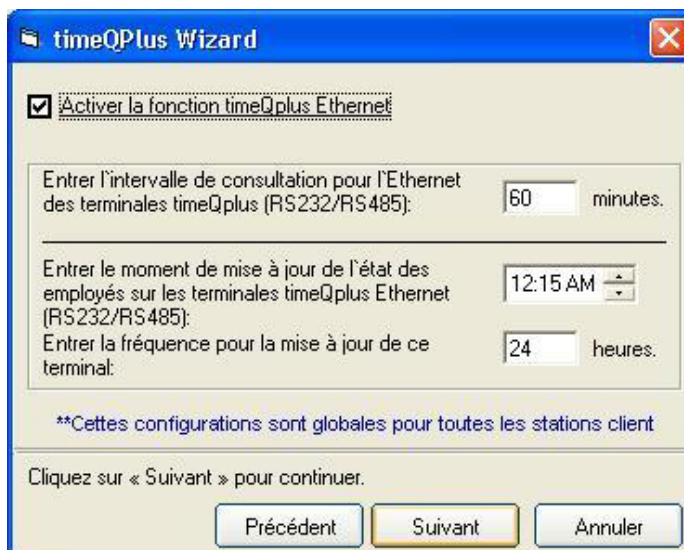 timeQPlus Wizard
Activer la fonction timeQplus Ethernet
Entrer l`intervalle de consultation pour l`Ethernet
des terminales timeQplus (RS232/RS485):
60 minutes.
Entrer le moment de mise à jour de l`état des
employés sur les terminales timeQplus Ethernet
(RS232/RS485):
12:15 AM
Entrer la fréquence pour la mise à jour de ce
terminal:
24 heures.
**Cettes configurations sont globales pour toutes les stations client
Cliquez sur « Suivant » pour continuer.
Précédent
Suivant
Annuler